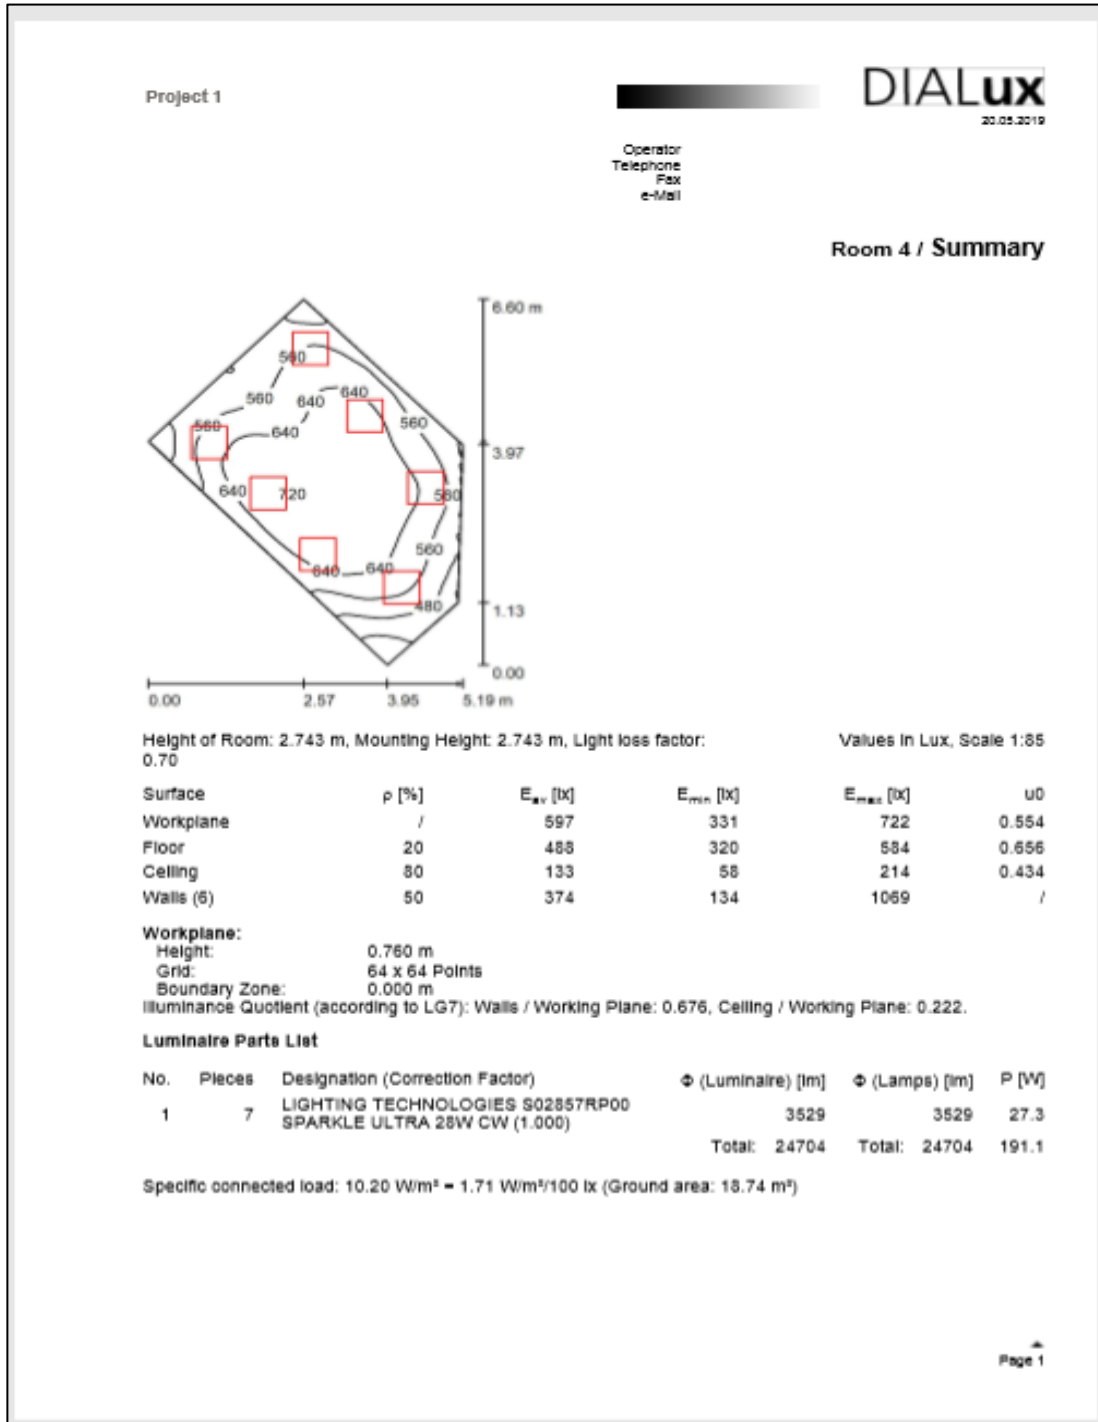 Project 1
DIALux
20.05.2019
Operator
Telephone
Fax
e-Mail
Room 4 / Summary
6.60 m
560
560
640
640
560
560
640
3.97
640
720
560
560
640
640
480
1.13
0.00
0.00 2.57 3.95 5.19 m
Height of Room: 2.743 m, Mounting Height: 2.743 m, Light loss factor: Values in Lux, Scale 1:85
0.70
Surface ρ [%] Eav [lx] Emin [lx] Emax [lx] u0
Workplane / 597 331 722 0.554
Floor 20 488 320 584 0.656
Ceiling 80 133 58 214 0.434
Walls (6) 50 374 134 1069 /
Workplane:
Height: 0.760 m
Grid: 64 x 64 Points
Boundary Zone: 0.000 m
Illuminance Quotient (according to LG7): Walls / Working Plane: 0.676, Ceiling / Working Plane: 0.222.
Luminaire Parts List
No. Pieces Designation (Correction Factor) Φ (Luminaire) [lm] Φ (Lamps) [lm] P [W]
1 7 LIGHTING TECHNOLOGIES S02857RP00 3529 3529 27.3
SPARKLE ULTRA 28W CW (1.000)
Total: 24704 Total: 24704 191.1
Specific connected load: 10.20 W/m² = 1.71 W/m²/100 lx (Ground area: 18.74 m²)
Page 1